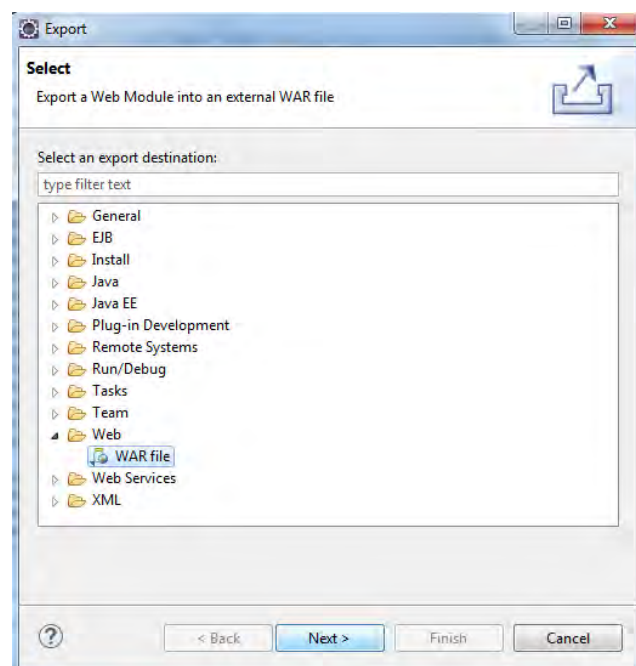 Export
Select
Export a Web Module into an external WAR file
Select an export destination:
type filter text
General
EJB
Install
Java
Java EE
Plug-in Development
Remote Systems
Run/Debug
Tasks
Team
Web
WAR file
Web Services
XML
?
< Back Next > Finish Cancel